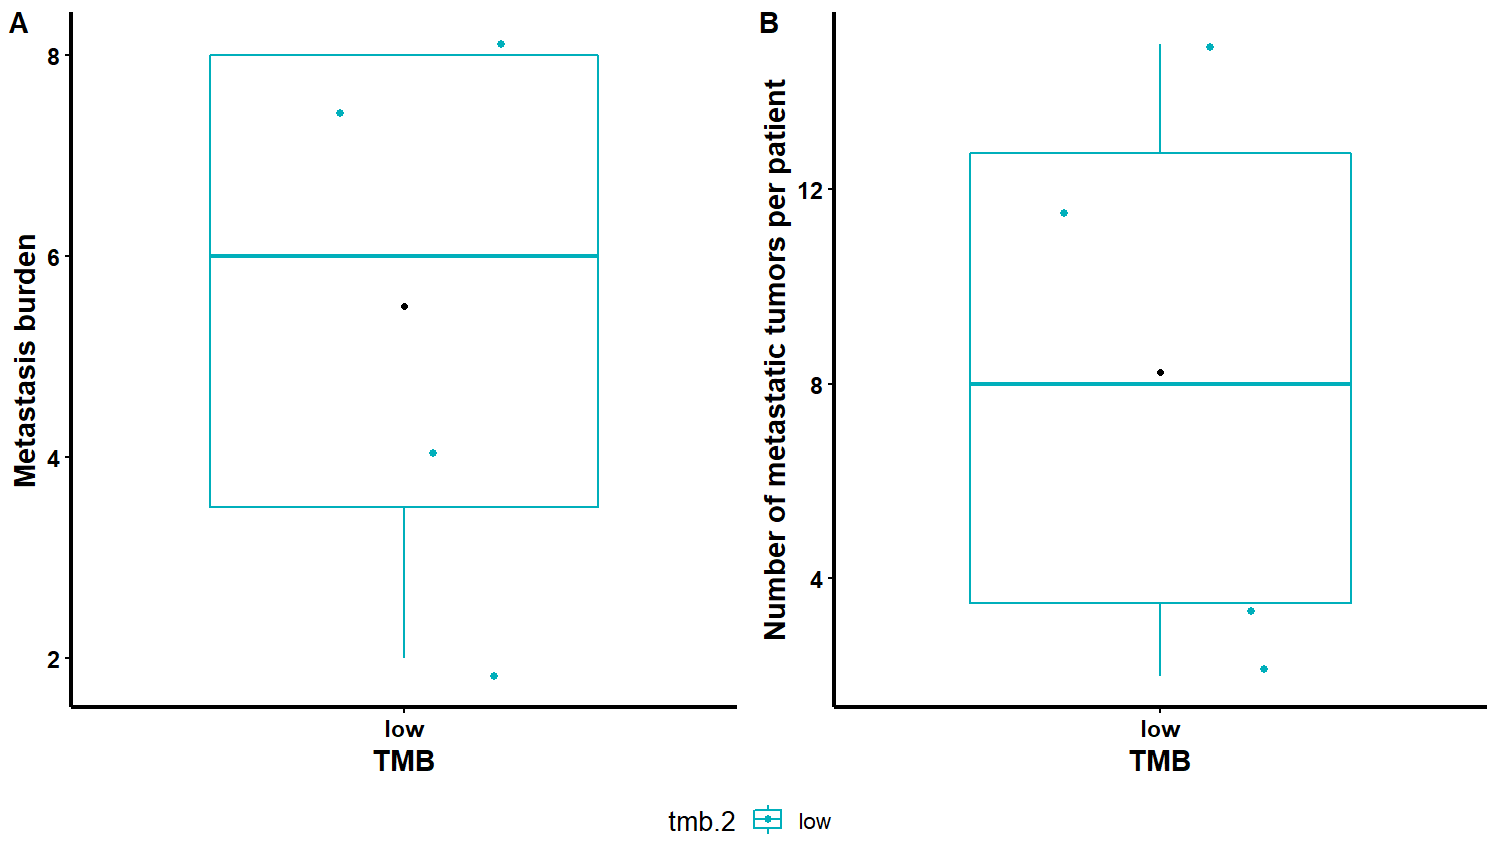 A
Metastasis burden
8
6
4
2
low
TMB
B
Number of metastatic tumors per patient
12
8
4
low
TMB
tmb.2 low